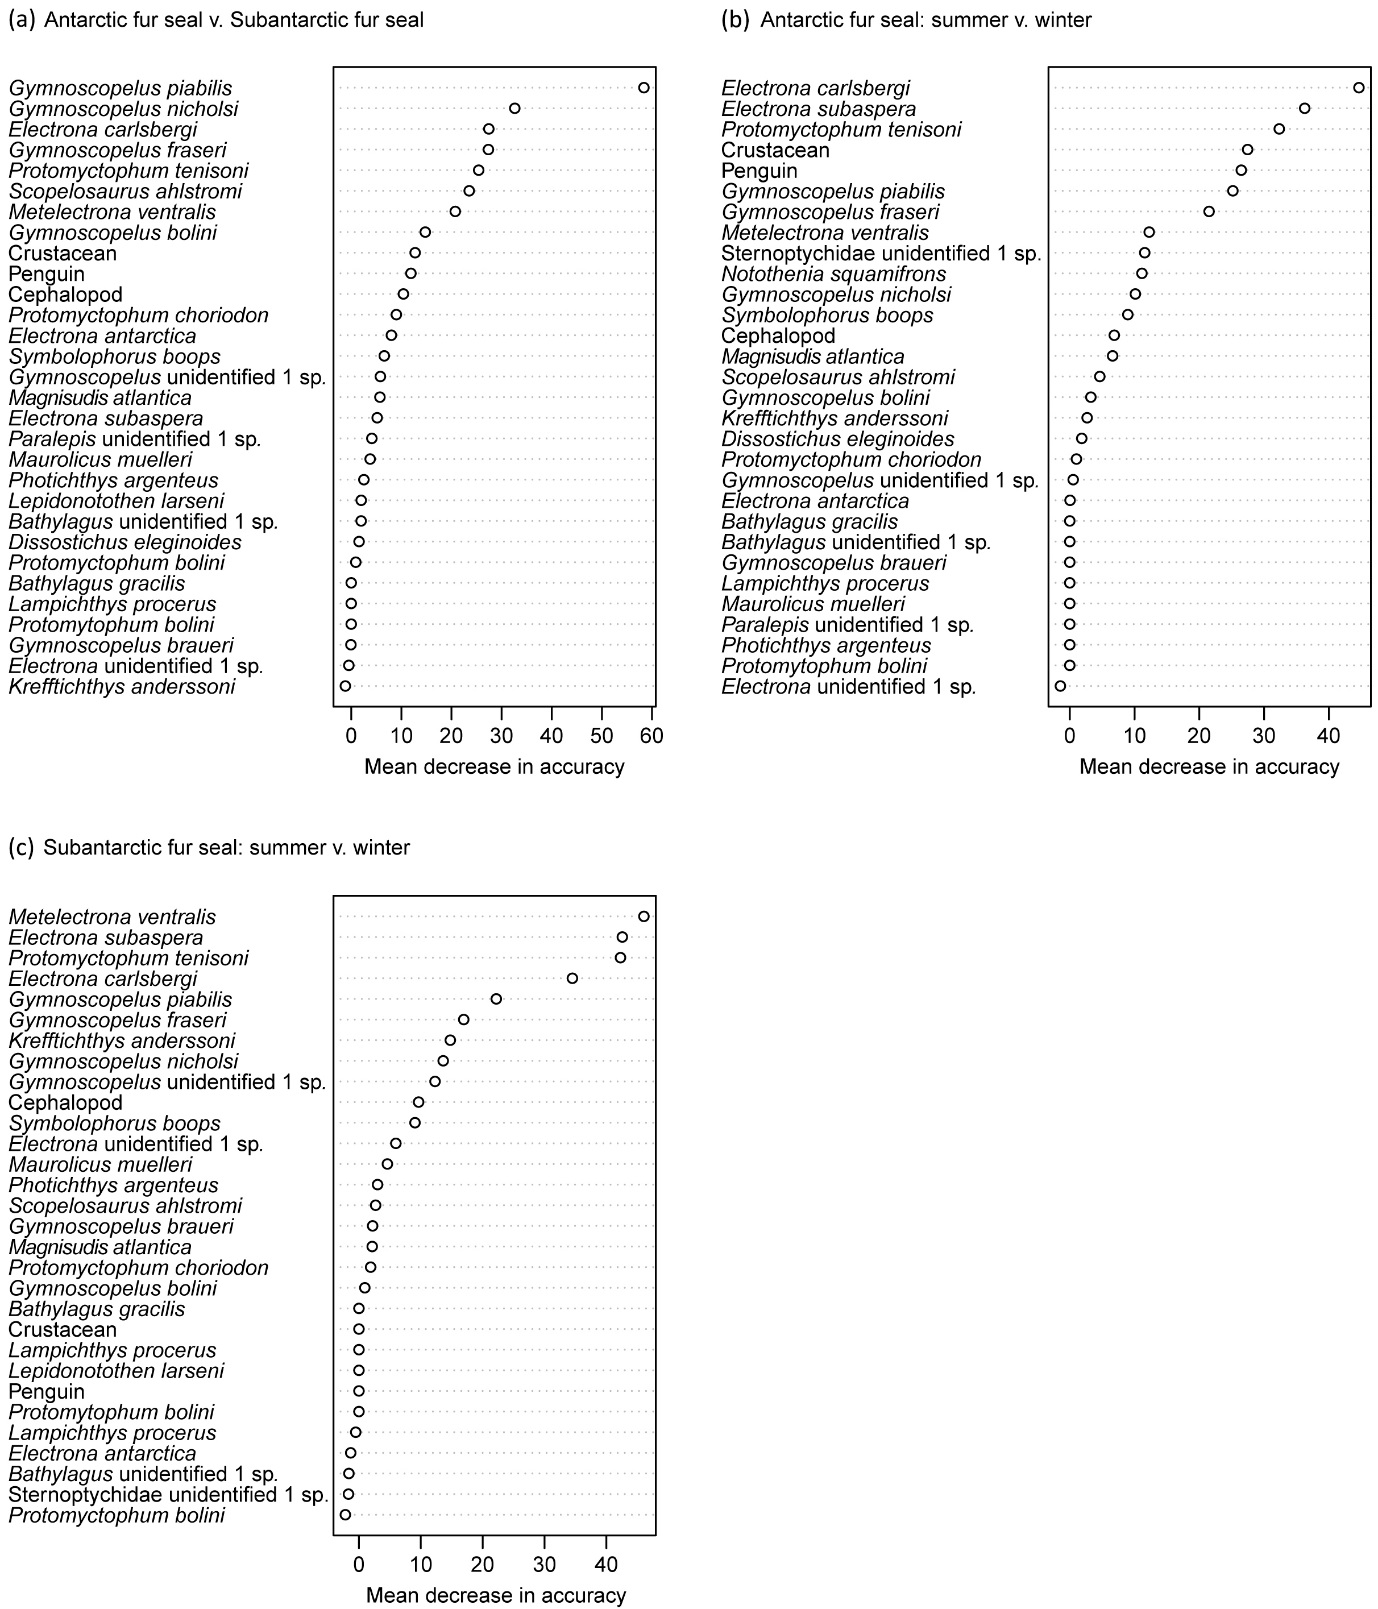 (a) Antarctic fur seal v. Subantarctic fur seal
Gymnoscopelus piabilis
Gymnoscopelus nicholsi
Electrona carlsbergi
Gymnoscopelus fraseri
Protomyctophum tenisoni
Scopelosaurus ahlstromi
Metelectrona ventralis
Gymnoscopelus bolini
Crustacean
Penguin
Cephalopod
Protomyctophum choriodon
Electrona antarctica
Symbolophorus boops
Gymnoscopelus unidentified 1 sp.
Magnisudis atlantica
Electrona subaspera
Paralepis unidentified 1 sp.
Maurolicus muelleri
Photichthys argenteus
Lepidonotothen larseni
Bathylagus unidentified 1 sp.
Dissostichus eleginoides
Protomyctophum bolini
Bathylagus gracilis
Lampichthys procerus
Protomytophum bolini
Gymnoscopelus braueri
Electrona unidentified 1 sp.
Krefftichthys anderssoni
0 10 20 30 40 50 60
Mean decrease in accuracy
(b) Antarctic fur seal: summer v. winter
Electrona carlsbergi
Electrona subaspera
Protomyctophum tenisoni
Crustacean
Penguin
Gymnoscopelus piabilis
Gymnoscopelus fraseri
Metelectrona ventralis
Sternoptychidae unidentified 1 sp.
Notothenia squamifrons
Gymnoscopelus nicholsi
Symbolophorus boops
Cephalopod
Magnisudis atlantica
Scopelosaurus ahlstromi
Gymnoscopelus bolini
Krefftichthys anderssoni
Dissostichus eleginoides
Protomyctophum choriodon
Gymnoscopelus unidentified 1 sp.
Electrona antarctica
Bathylagus gracilis
Bathylagus unidentified 1 sp.
Gymnoscopelus braueri
Lampichthys procerus
Maurolicus muelleri
Paralepis unidentified 1 sp.
Photichthys argenteus
Protomytophum bolini
Electrona unidentified 1 sp.
0 10 20 30 40
Mean decrease in accuracy
(c) Subantarctic fur seal: summer v. winter
Metelectrona ventralis
Electrona subaspera
Protomyctophum tenisoni
Electrona carlsbergi
Gymnoscopelus piabilis
Gymnoscopelus fraseri
Krefftichthys anderssoni
Gymnoscopelus nicholsi
Gymnoscopelus unidentified 1 sp.
Cephalopod
Symbolophorus boops
Electrona unidentified 1 sp.
Maurolicus muelleri
Photichthys argenteus
Scopelosaurus ahlstromi
Gymnoscopelus braueri
Magnisudis atlantica
Protomyctophum choriodon
Gymnoscopelus bolini
Bathylagus gracilis
Crustacean
Lampichthys procerus
Lepidonotothen larseni
Penguin
Protomytophum bolini
Lampichthys procerus
Electrona antarctica
Bathylagus unidentified 1 sp.
Sternoptychidae unidentified 1 sp.
Protomyctophum bolini
0 10 20 30 40
Mean decrease in accuracy